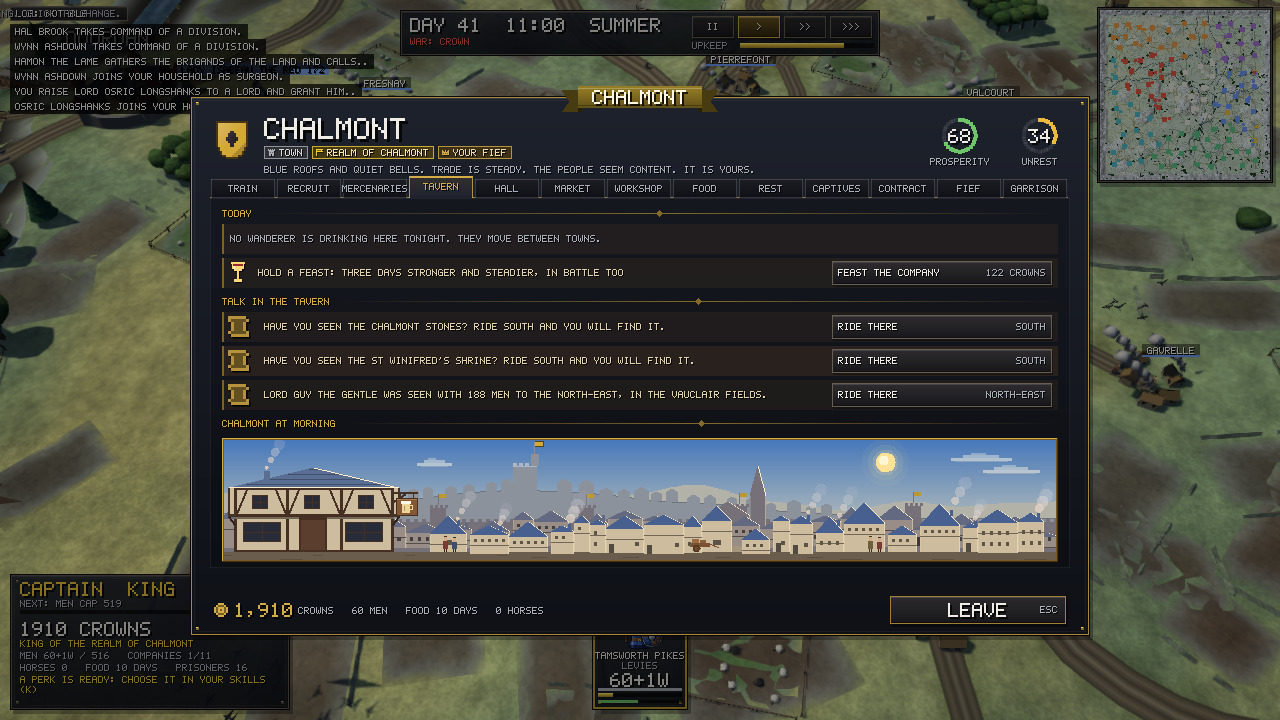 HAL BROOK TAKES COMMAND OF A DIVISION.
WYNN ASHDOWN TAKES COMMAND OF A DIVISION.
HAMON THE LAME GATHERS THE BRIGANDS OF THE LAND AND CALLS..
WYNN ASHDOWN JOINS YOUR HOUSEHOLD AS SURGEON.
YOU RAISE LORD OSRIC LONGSHANKS TO A LORD AND GRANT HIM..
OSRIC LONGSHANKS JOINS YOUR H
DAY 41 11:00 SUMMER
WAR: CROWN
II > >> >>>
UPKEEP
PIERREFONT
FRESNAY
VALCOURT
GAVRELLE
CHALMONT
CHALMONT
TOWN REALM OF CHALMONT YOUR FIEF
BLUE ROOFS AND QUIET BELLS. TRADE IS STEADY. THE PEOPLE SEEM CONTENT. IT IS YOURS.
68 34
PROSPERITY UNREST
TRAIN RECRUIT MERCENARIES TAVERN HALL MARKET WORKSHOP FOOD REST CAPTIVES CONTRACT FIEF GARRISON
TODAY
NO WANDERER IS DRINKING HERE TONIGHT. THEY MOVE BETWEEN TOWNS.
HOLD A FEAST: THREE DAYS STRONGER AND STEADIER, IN BATTLE TOO FEAST THE COMPANY 122 CROWNS
TALK IN THE TAVERN
HAVE YOU SEEN THE CHALMONT STONES? RIDE SOUTH AND YOU WILL FIND IT. RIDE THERE SOUTH
HAVE YOU SEEN THE ST WINIFRED'S SHRINE? RIDE SOUTH AND YOU WILL FIND IT. RIDE THERE SOUTH
LORD GUY THE GENTLE WAS SEEN WITH 188 MEN TO THE NORTH-EAST, IN THE VAUCLAIR FIELDS. RIDE THERE NORTH-EAST
CHALMONT AT MORNING
1,910 CROWNS 60 MEN FOOD 10 DAYS 0 HORSES
LEAVE ESC
CAPTAIN KING
NEXT: MEN CAP 519
1910 CROWNS
KING OF THE REALM OF CHALMONT
MEN 60+1W / 516 COMPANIES 1/11
HORSES 0 FOOD 10 DAYS PRISONERS 16
A PERK IS READY: CHOOSE IT IN YOUR SKILLS
(K)
TAMSWORTH PIKES
LEVIES
60+1W